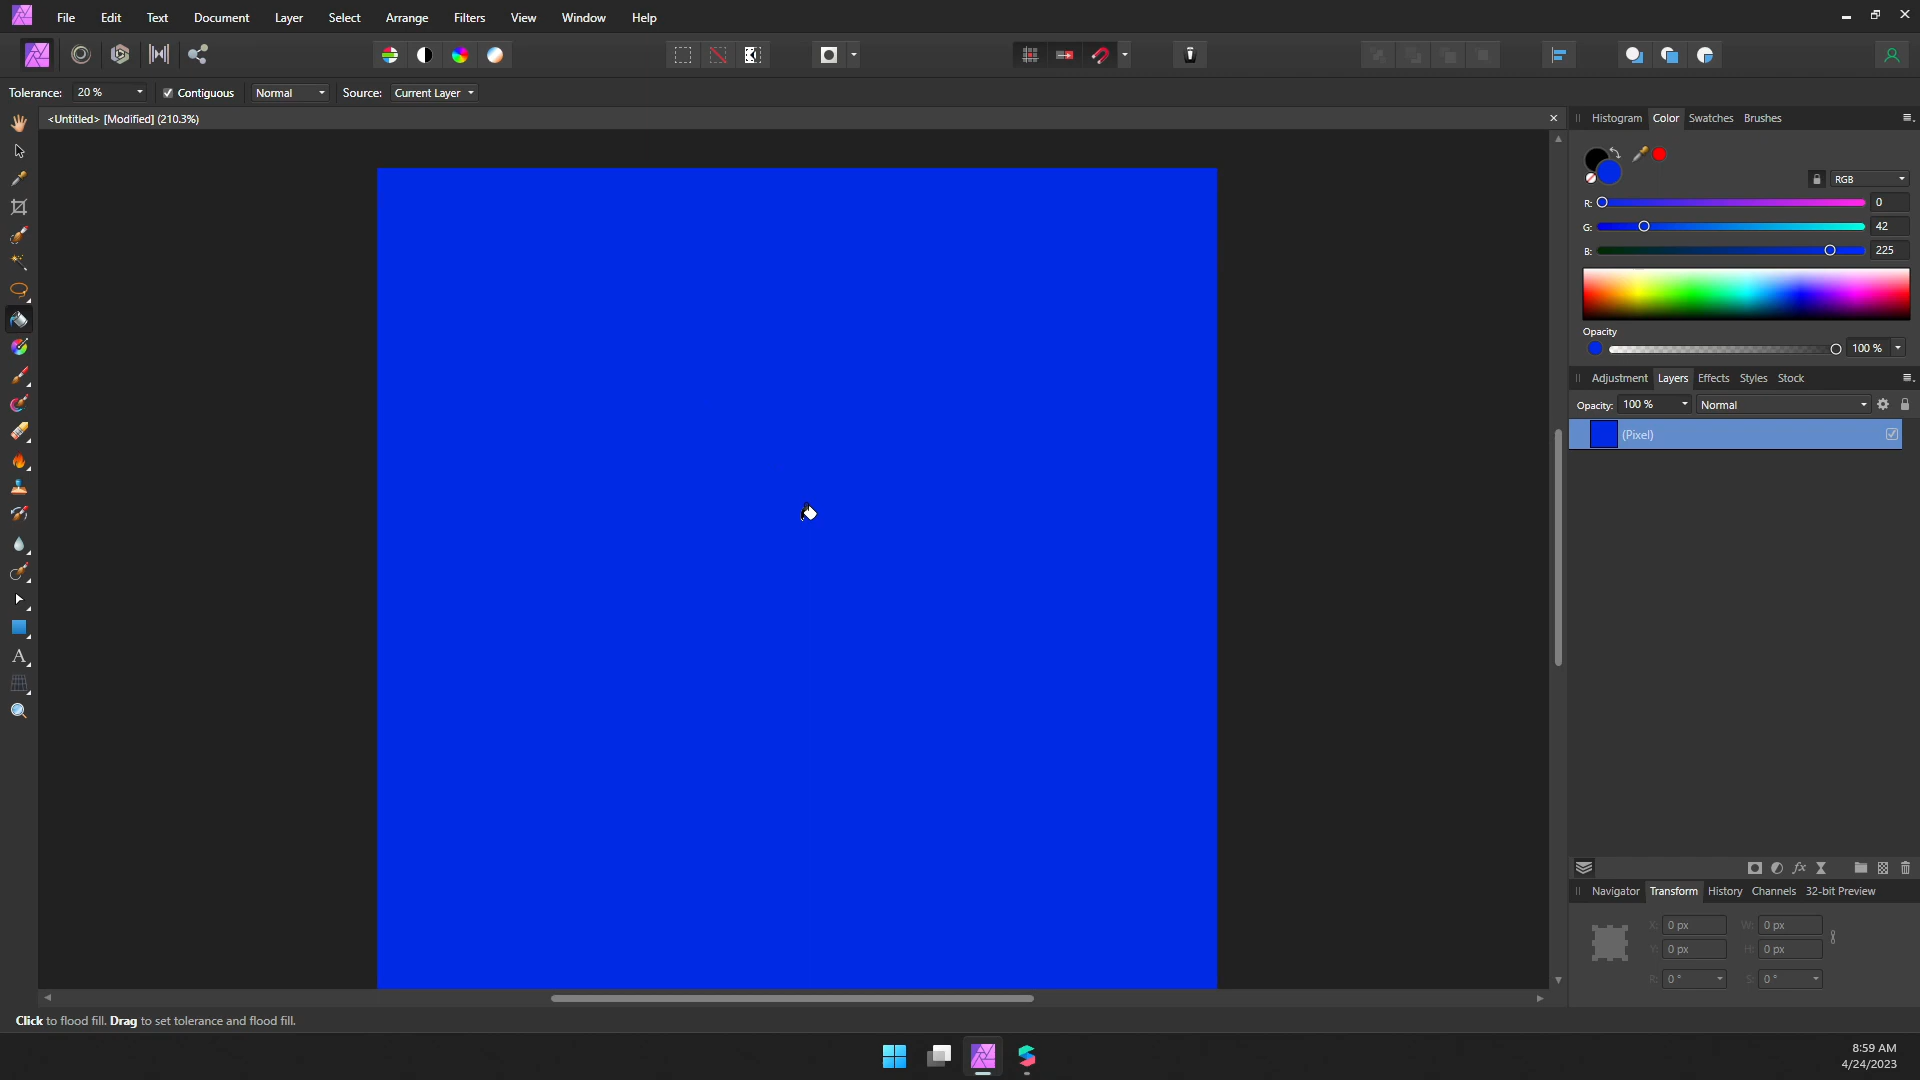 File Edit Text Document Layer Select Arrange Filters View Window Help
Tolerance: 20 % Contiguous Normal Source: Current Layer
<Untitled> [Modified] (210.3%)
Histogram Color Swatches Brushes
RGB
R: 0
G: 42
B: 225
Opacity
100 %
Adjustment Layers Effects Styles Stock
Opacity: 100 % Normal
(Pixel)
fx
Navigator Transform History Channels 32-bit Preview
X: 0 px W: 0 px
Y: 0 px H: 0 px
R: 0 ° S: 0 °
Click to flood fill. Drag to set tolerance and flood fill.
8:59 AM
4/24/2023